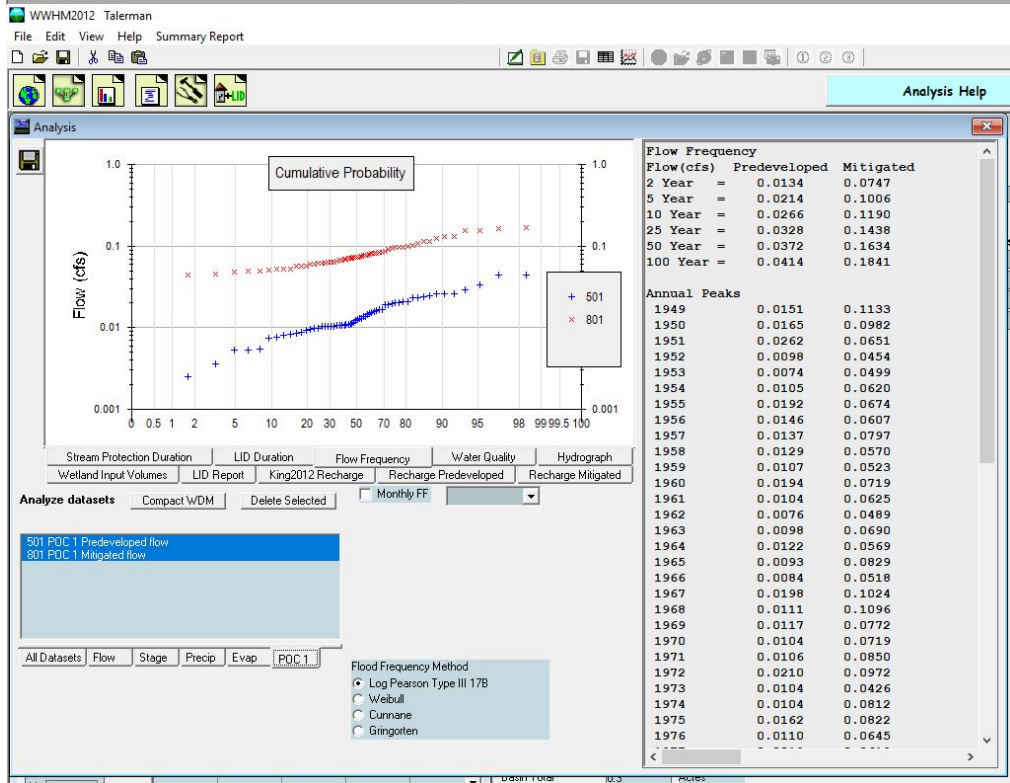 WWHM2012 Talerman
File Edit View Help Summary Report
① ② ③
+LID
Analysis Help
Analysis
Cumulative Probability
1.0 1.0
0.1 0.1
0.01
0.001 0.001
Flow (cfs)
+ 501
× 801
0 0.5 1 2 5 10 20 30 50 70 80 90 95 98 99 99.5 100
Stream Protection Duration LID Duration Flow Frequency Water Quality Hydrograph
Wetland Input Volumes LID Report King2012 Recharge Recharge Predeveloped Recharge Mitigated
Analyze datasets Compact WDM Delete Selected Monthly FF
501 POC 1 Predeveloped flow
801 POC 1 Mitigated flow
All Datasets Flow Stage Precip Evap POC 1
Flood Frequency Method
Log Pearson Type III 17B
Weibull
Cunnane
Gringorten
Flow Frequency
Flow(cfs) Predeveloped Mitigated
2 Year = 0.0134 0.0747
5 Year = 0.0214 0.1006
10 Year = 0.0266 0.1190
25 Year = 0.0328 0.1438
50 Year = 0.0372 0.1634
100 Year = 0.0414 0.1841
Annual Peaks
1949 0.0151 0.1133
1950 0.0165 0.0982
1951 0.0262 0.0651
1952 0.0098 0.0454
1953 0.0074 0.0499
1954 0.0105 0.0620
1955 0.0192 0.0674
1956 0.0146 0.0607
1957 0.0137 0.0797
1958 0.0129 0.0570
1959 0.0107 0.0523
1960 0.0194 0.0719
1961 0.0104 0.0625
1962 0.0076 0.0489
1963 0.0098 0.0690
1964 0.0122 0.0569
1965 0.0093 0.0829
1966 0.0084 0.0518
1967 0.0198 0.1024
1968 0.0111 0.1096
1969 0.0117 0.0772
1970 0.0104 0.0719
1971 0.0106 0.0850
1972 0.0210 0.0972
1973 0.0104 0.0426
1974 0.0104 0.0812
1975 0.0162 0.0822
1976 0.0110 0.0645
Basin Total 0.3 Acres